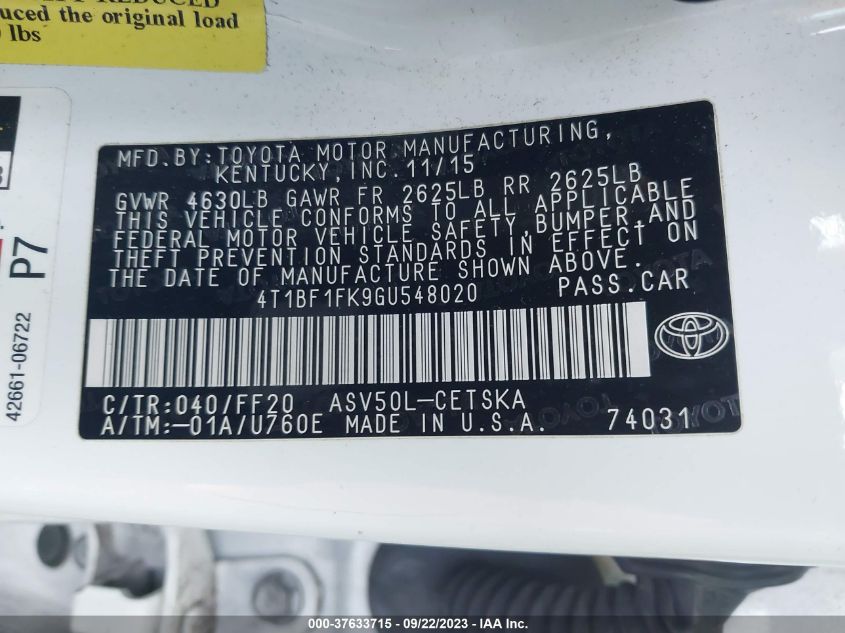 REDUCED
uced the original load
lbs
MFD.BY:TOYOTA MOTOR MANUFACTURING,
KENTUCKY,INC.11/15
GVWR 4630LB GAWR FR 2625LB RR 2625LB
THIS VEHICLE CONFORMS TO ALL APPLICABLE
FEDERAL MOTOR VEHICLE SAFETY,BUMPER,AND
THEFT PREVENTION STANDARDS IN EFFECT ON
THE DATE OF MANUFACTURE SHOWN ABOVE.
4T1BF1FK9GU548020 PASS.CAR
C/TR:040/FF20 ASV50L-CETSKA
A/TM:-01A/U760E MADE IN U.S.A. 74031
42661-06722 P7
000-37633715 - 09/22/2023 - IAAI.com